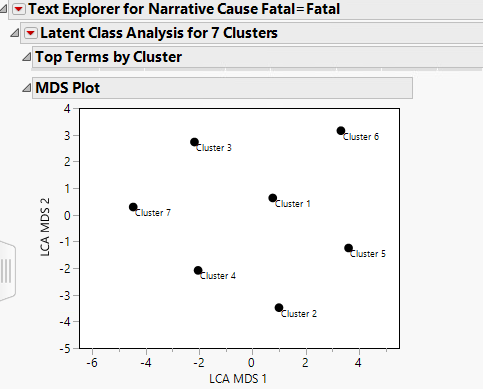 Text Explorer for Narrative Cause Fatal=Fatal
Latent Class Analysis for 7 Clusters
Top Terms by Cluster
MDS Plot
4
3
2
1
0
-1
-2
-3
-4
-5
LCA MDS 2
Cluster 6
Cluster 3
Cluster 1
Cluster 7
Cluster 5
Cluster 4
Cluster 2
-6 -4 -2 0 2 4
LCA MDS 1